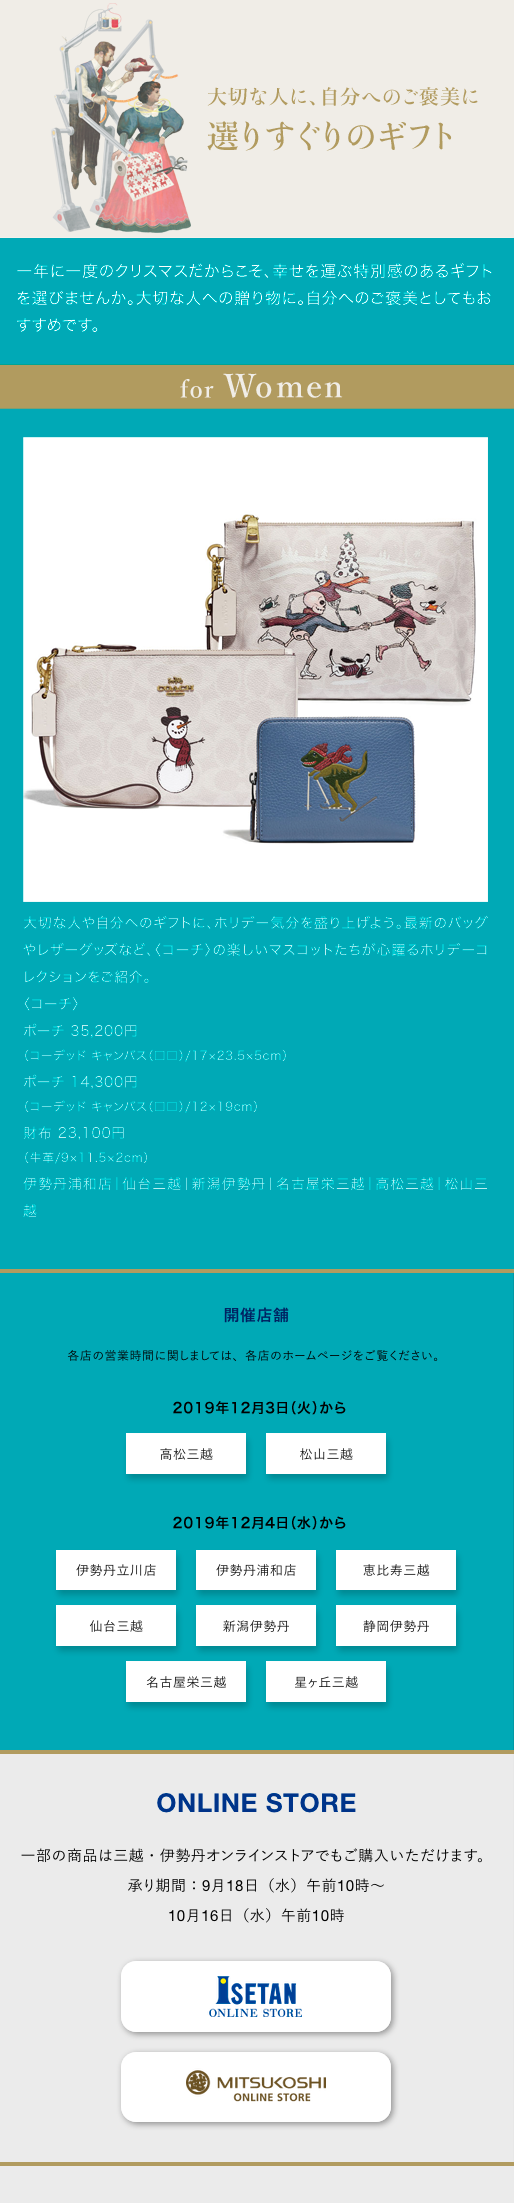 大切な人に、自分へのご褒美に
選りすぐりのギフト
一年に一度のクリスマスだからこそ、幸せを運ぶ特別感のあるギフト
を選びませんか。大切な人への贈り物に。自分へのご褒美としてもお
すすめです。
for Women
COACH
大切な人や自分へのギフトに、ホリデー気分を盛り上げよう。最新のバッグ
やレザーグッズなど、〈コーチ〉の楽しいマスコットたちが心躍るホリデーコ
レクションをご紹介。
〈コーチ〉
ポーチ 35,200円
（コーデッド キャンバス（□□）/17×23.5×5cm）
ポーチ 14,300円
（コーデッド キャンバス（□□）/12×19cm）
財布 23,100円
（牛革/9×11.5×2cm）
伊勢丹浦和店｜仙台三越｜新潟伊勢丹｜名古屋栄三越｜高松三越｜松山三
越
開催店舗
各店の営業時間に関しましては、各店のホームページをご覧ください。
2019年12月3日（火）から
高松三越 松山三越
2019年12月4日（水）から
伊勢丹立川店 伊勢丹浦和店 恵比寿三越
仙台三越 新潟伊勢丹 静岡伊勢丹
名古屋栄三越 星ヶ丘三越
ONLINE STORE
一部の商品は三越・伊勢丹オンラインストアでもご購入いただけます。
承り期間：9月18日（水）午前10時〜
10月16日（水）午前10時
ISETAN
ONLINE STORE
MITSUKOSHI
ONLINE STORE